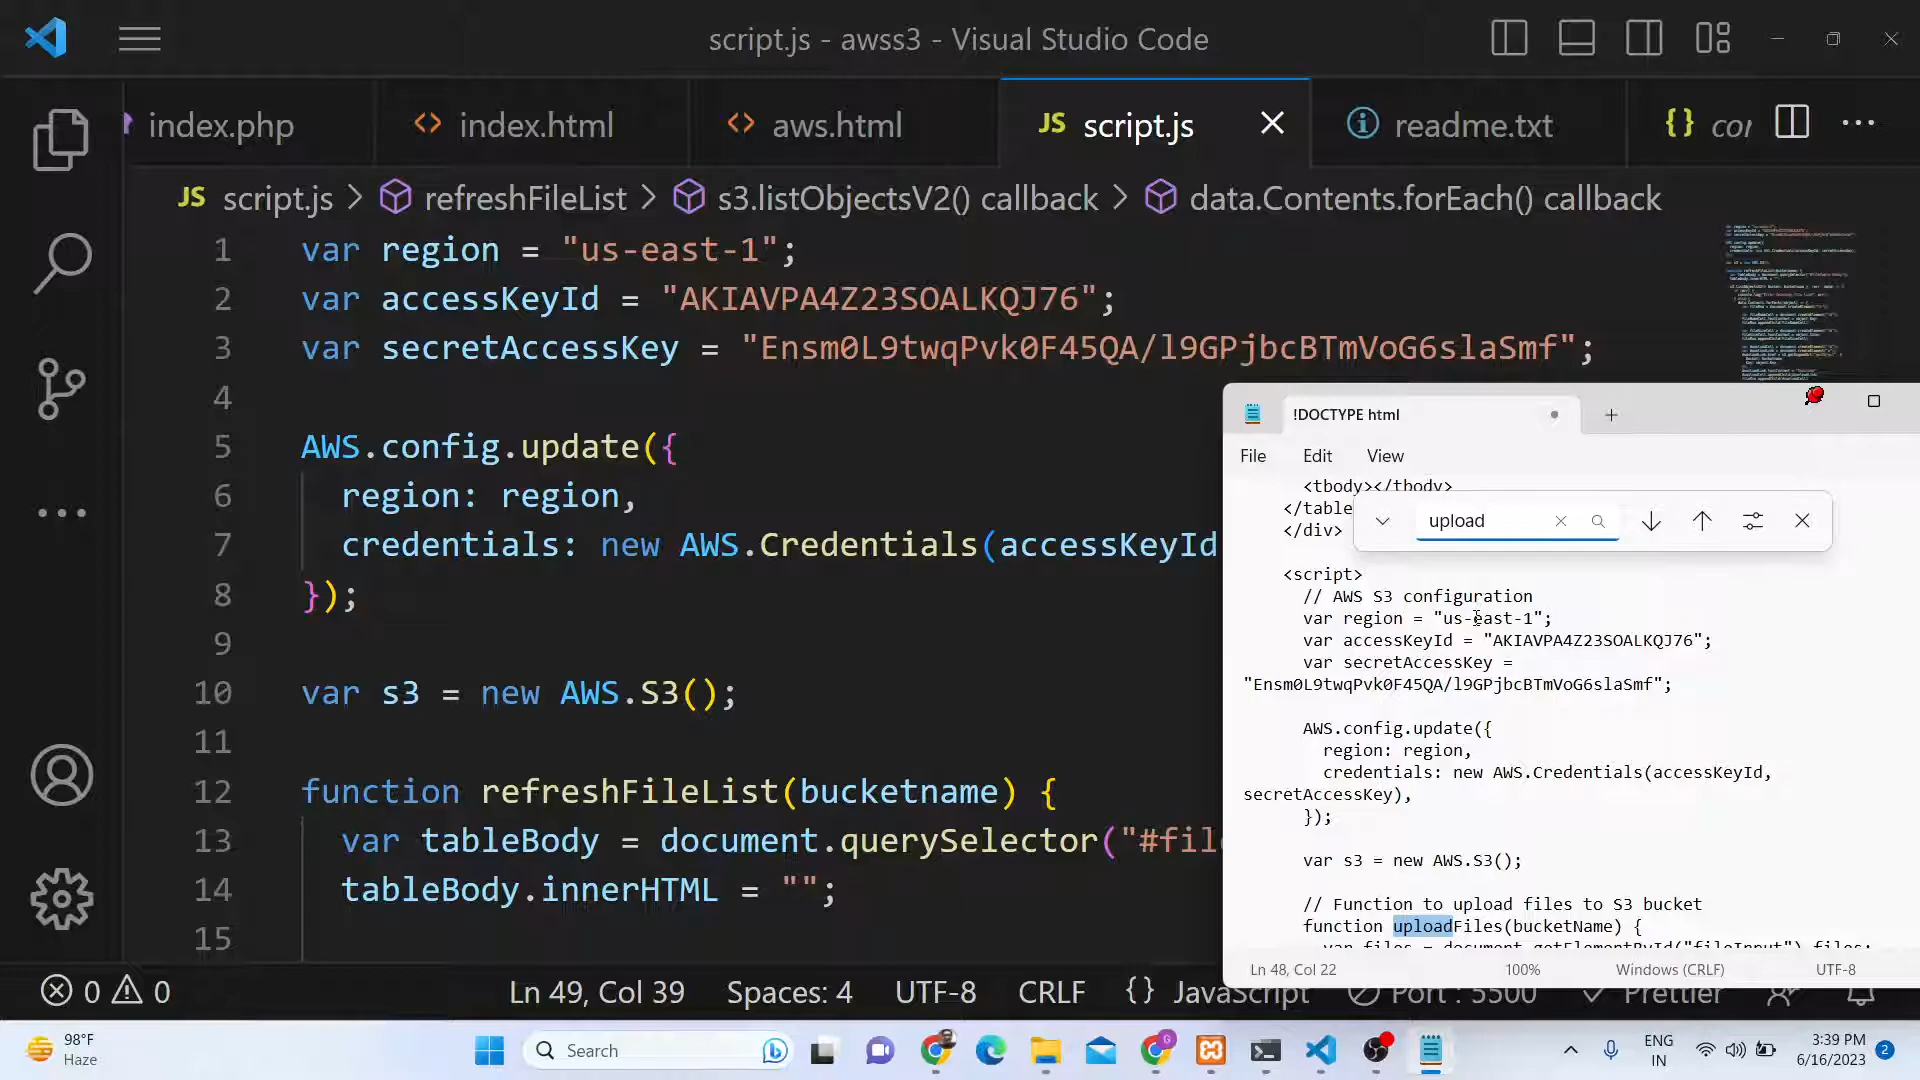 script.js - awss3 - Visual Studio Code
index.php
index.html
aws.html
JS script.js
readme.txt
{}
JS script.js > refreshFileList > s3.listObjectsV2() callback > data.Contents.forEach() callback
1 var region = "us-east-1";
2 var accessKeyId = "AKIAVPA4Z23SOALKQJ76";
3 var secretAccessKey = "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";
4
5 AWS.config.update({
6 region: region,
7 credentials: new AWS.Credentials(accessKeyId
8 });
9
10 var s3 = new AWS.S3();
11
12 function refreshFileList(bucketname) {
13 var tableBody = document.querySelector("#fil
14 tableBody.innerHTML = "";
15
!DOCTYPE html
File Edit View
<tbody></tbody>
</table
</div>
upload
<script>
// AWS S3 configuration
var region = "us-east-1";
var accessKeyId = "AKIAVPA4Z23SOALKQJ76";
var secretAccessKey =
"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";
AWS.config.update({
region: region,
credentials: new AWS.Credentials(accessKeyId,
secretAccessKey),
});
var s3 = new AWS.S3();
// Function to upload files to S3 bucket
function uploadFiles(bucketName) {
var files = document.getElementById("fileInput").files;
Ln 48, Col 22 100% Windows (CRLF) UTF-8
0 0 Ln 49, Col 39 Spaces: 4 UTF-8 CRLF {} JavaScript Port : 5500 Prettier
98°F
Haze
Search
ENG
IN
3:39 PM
6/16/2023
2